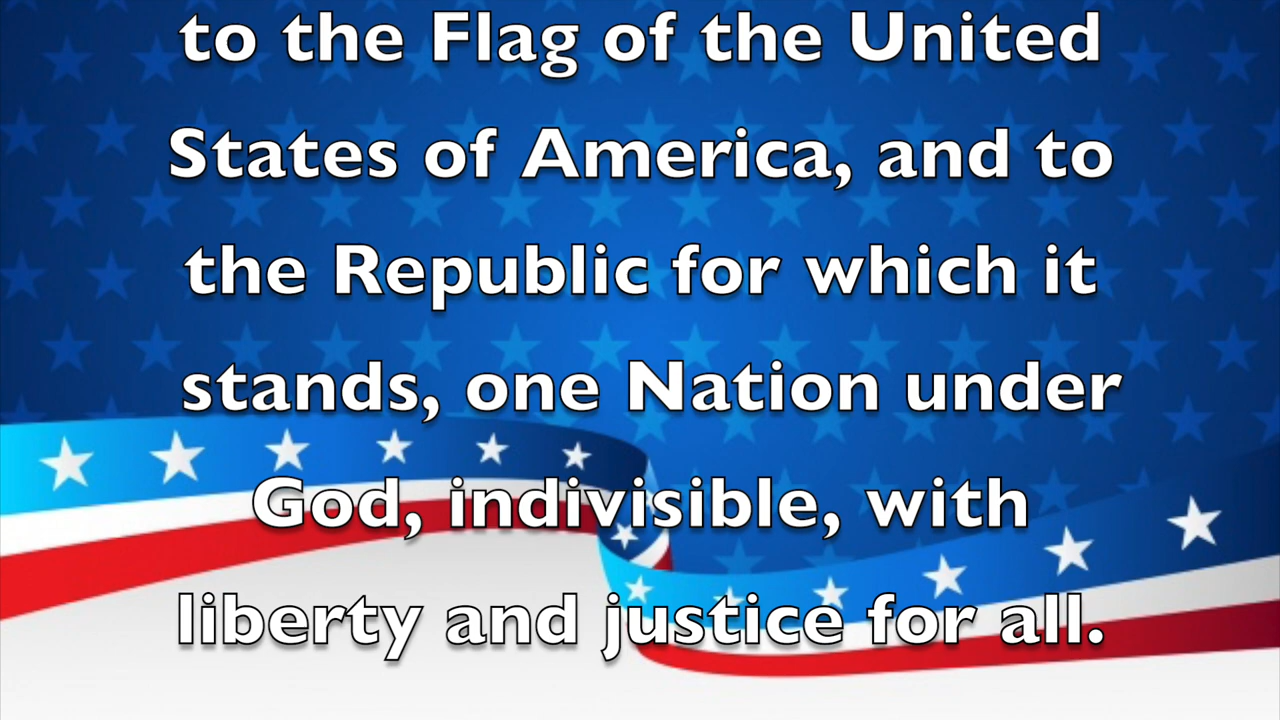 to the Flag of the United
States of America, and to
the Republic for which it
stands, one Nation under
God, indivisible, with
liberty and justice for all.